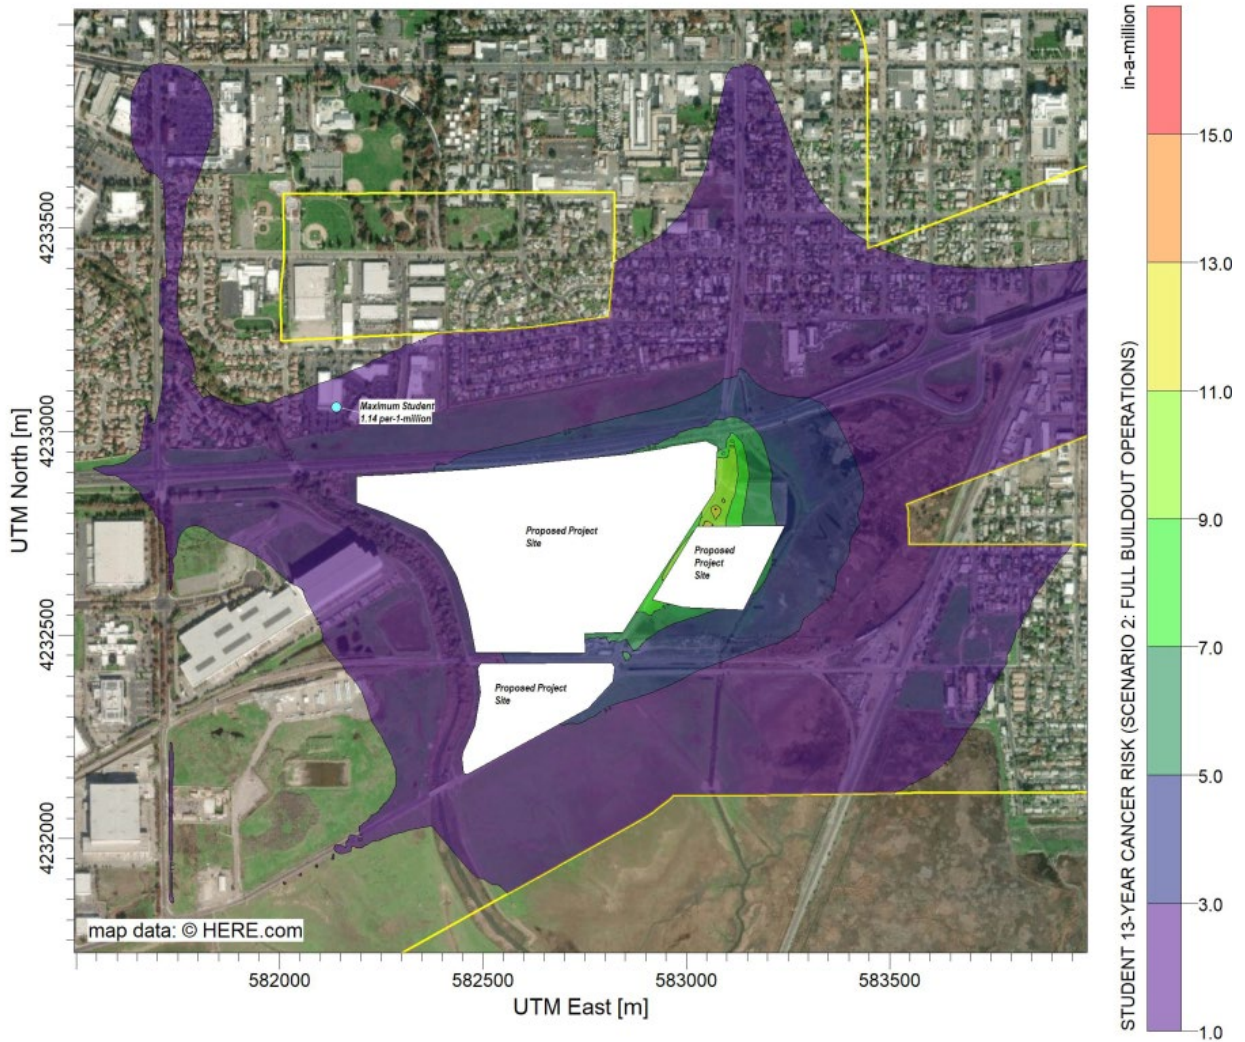 in-a-million
15.0
13.0
11.0
9.0
7.0
5.0
3.0
1.0
STUDENT 13-YEAR CANCER RISK (SCENARIO 2: FULL BUILDOUT OPERATIONS)
UTM North [m]
4233500
4233000
4232500
4232000
Maximum Student
1.14 per-1-million
Proposed Project
Site
Proposed
Project
Site
Proposed Project
Site
map data: © HERE.com
582000
582500
583000
583500
UTM East [m]